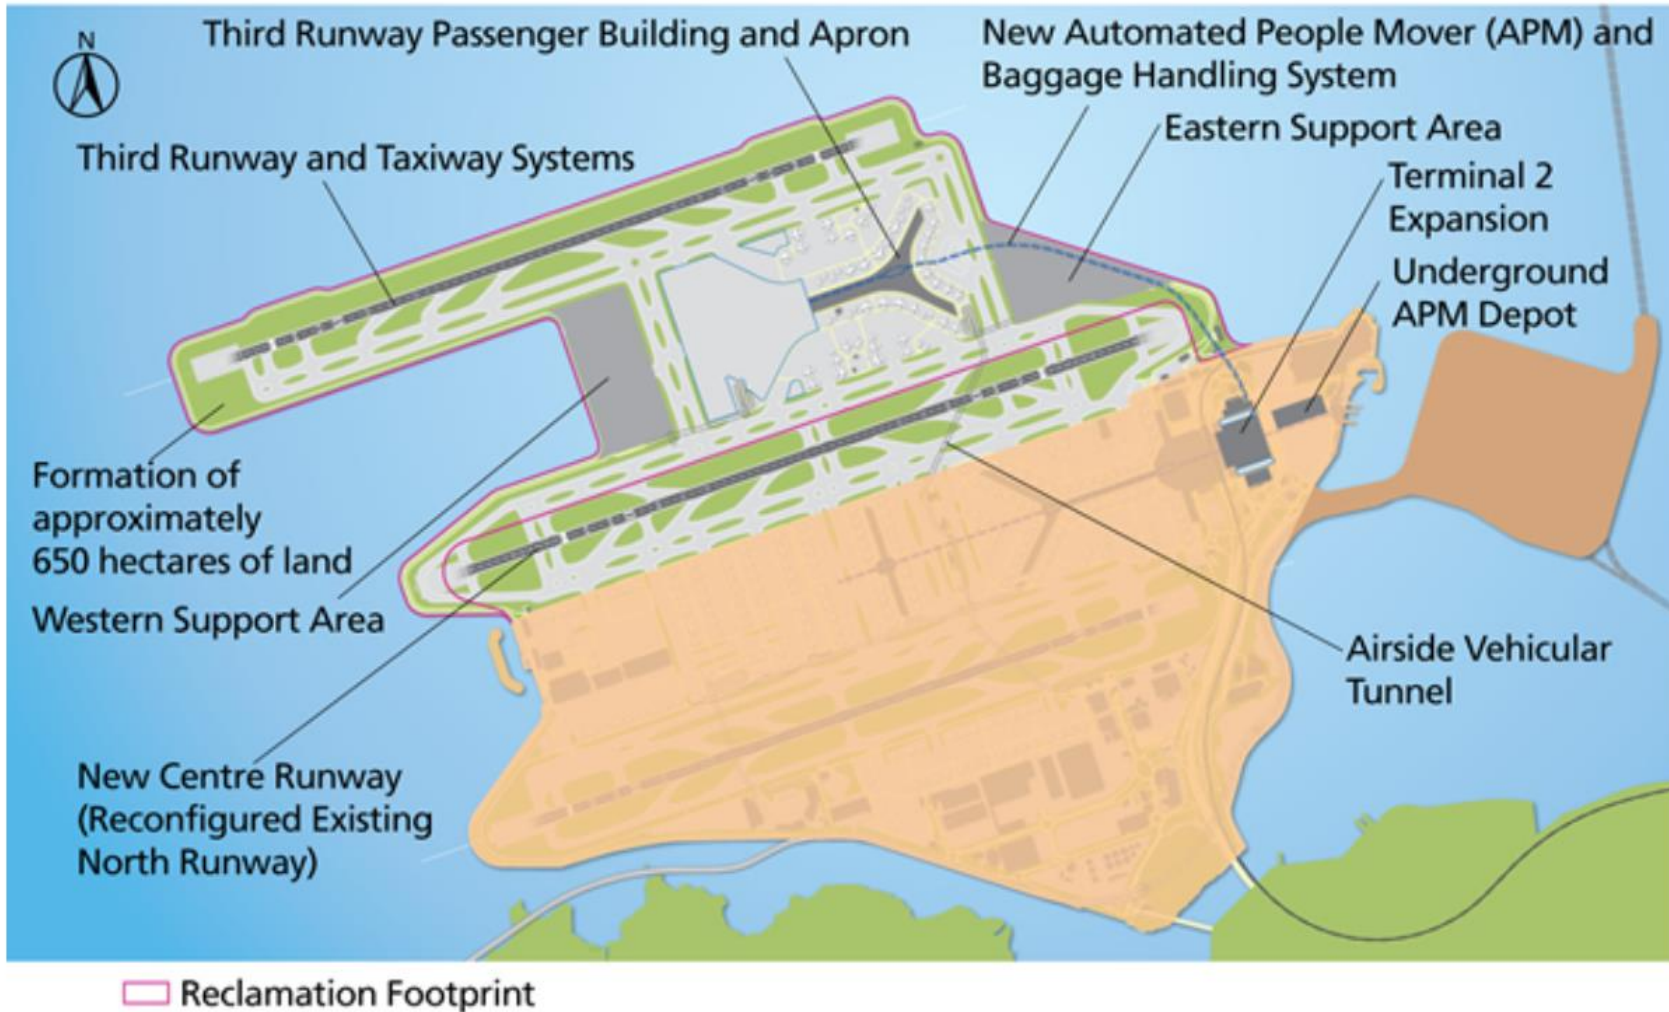 N
Third Runway Passenger Building and Apron
New Automated People Mover (APM) and
Baggage Handling System
Eastern Support Area
Third Runway and Taxiway Systems
Terminal 2
Expansion
Underground
APM Depot
Formation of
approximately
650 hectares of land
Western Support Area
Airside Vehicular
Tunnel
New Centre Runway
(Reconfigured Existing
North Runway)
Reclamation Footprint